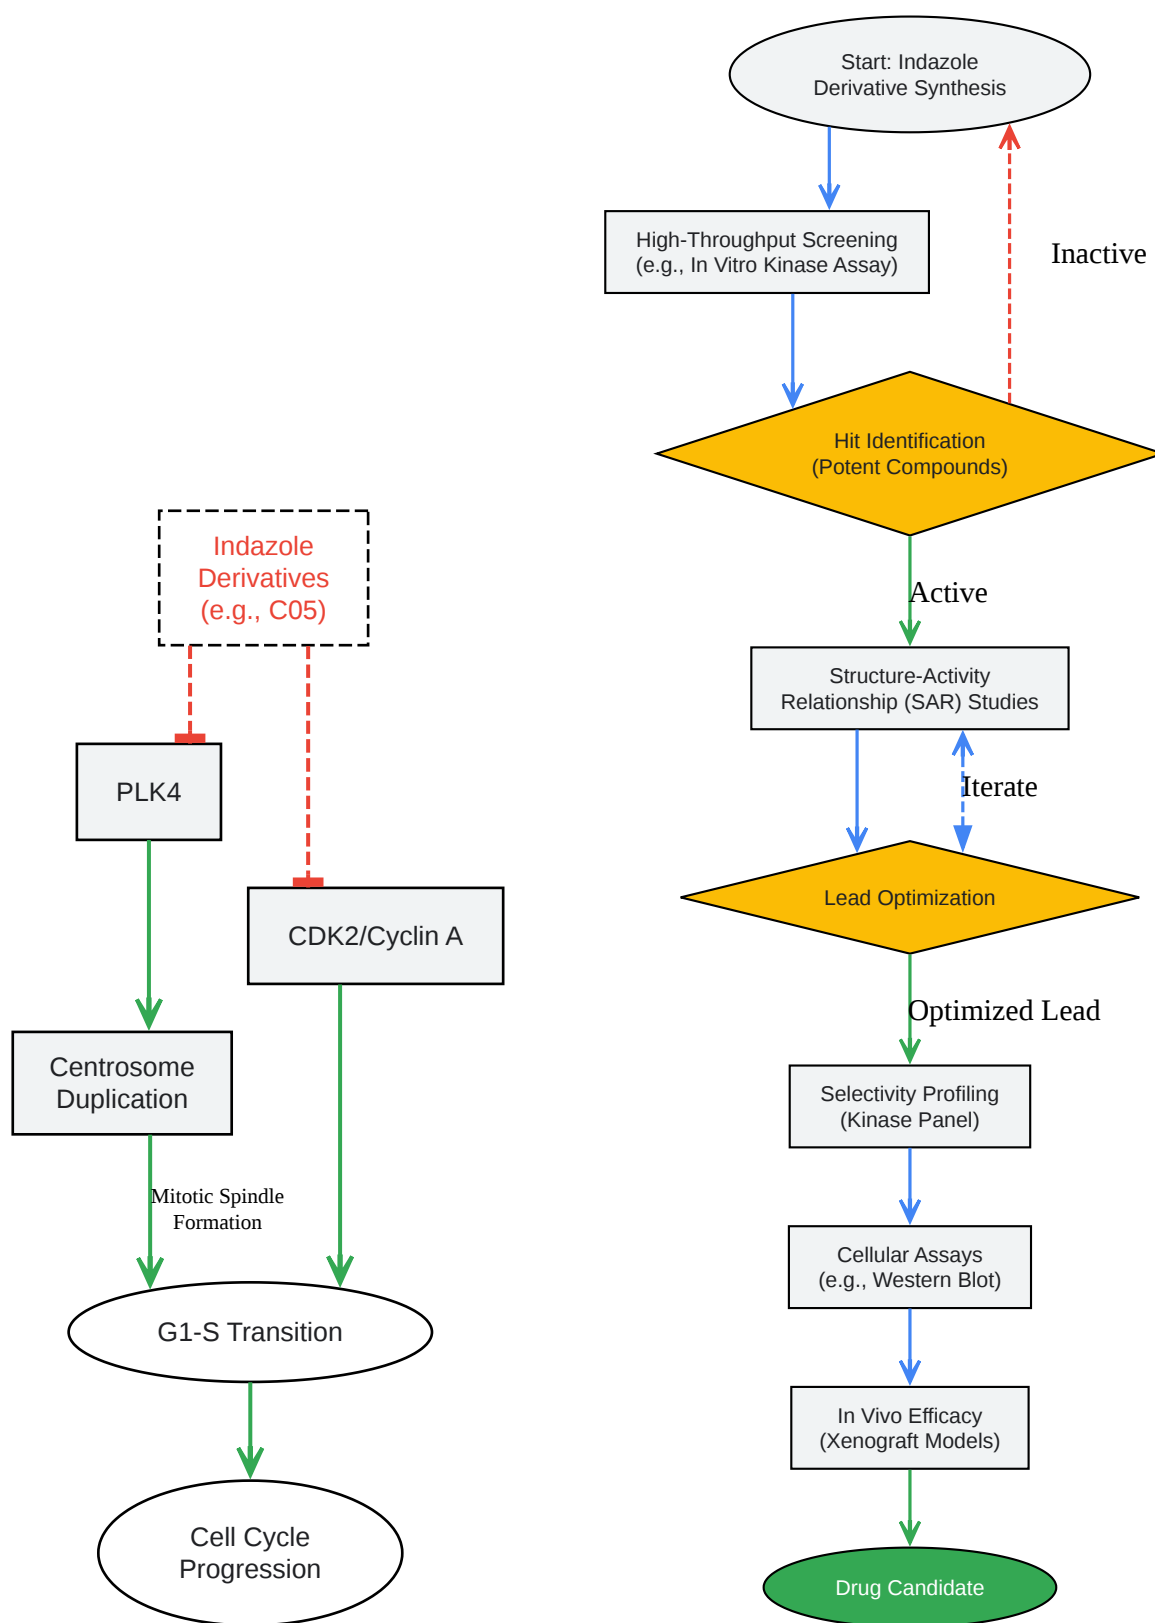 Indazole
Derivatives
(e.g., C05)
PLK4
CDK2/Cyclin A
Centrosome
Duplication
Mitotic Spindle
Formation
G1-S Transition
Cell Cycle
Progression
Start: Indazole
Derivative Synthesis
High-Throughput Screening
(e.g., In Vitro Kinase Assay)
Inactive
Hit Identification
(Potent Compounds)
Active
Structure-Activity
Relationship (SAR) Studies
Iterate
Lead Optimization
Optimized Lead
Selectivity Profiling
(Kinase Panel)
Cellular Assays
(e.g., Western Blot)
In Vivo Efficacy
(Xenograft Models)
Drug Candidate